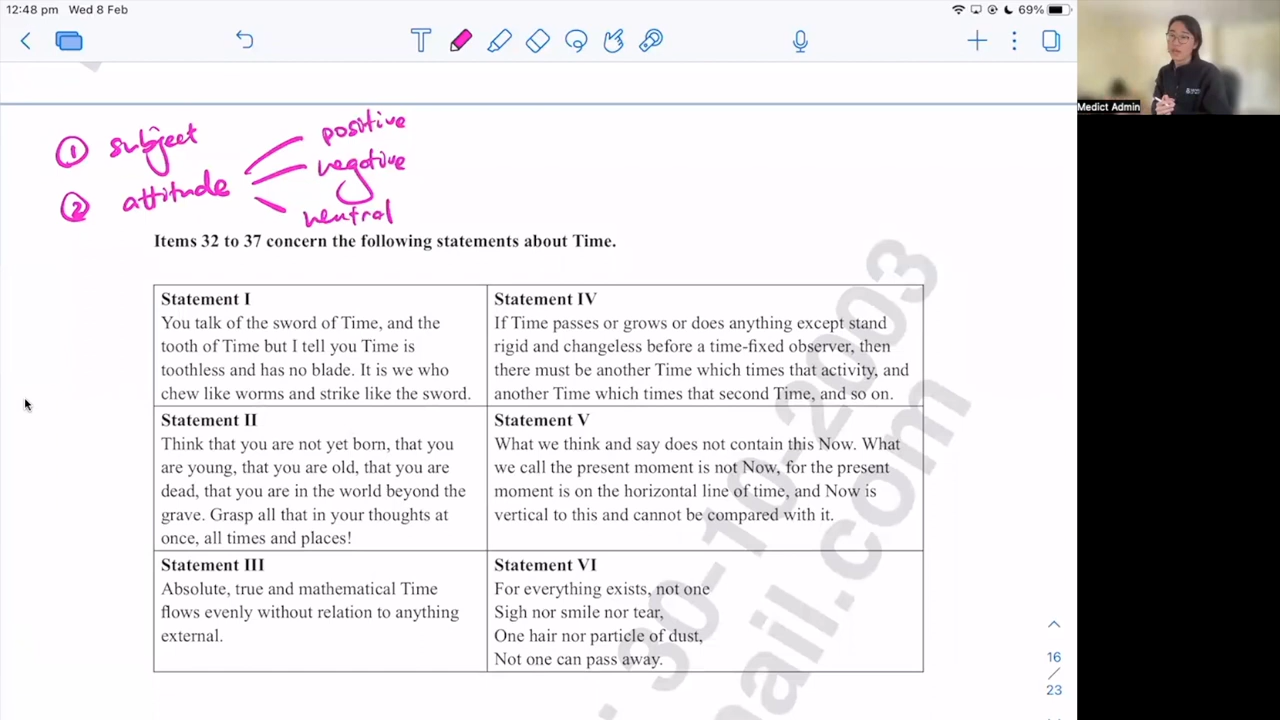 12:48 pm Wed 8 Feb
69%
T
Medict Admin
1 subject
2 attitude
positive
negative
neutral
Items 32 to 37 concern the following statements about Time.
Statement I
You talk of the sword of Time, and the
tooth of Time but I tell you Time is
toothless and has no blade. It is we who
chew like worms and strike like the sword.
Statement IV
If Time passes or grows or does anything except stand
rigid and changeless before a time-fixed observer, then
there must be another Time which times that activity, and
another Time which times that second Time, and so on.
Statement II
Think that you are not yet born, that you
are young, that you are old, that you are
dead, that you are in the world beyond the
grave. Grasp all that in your thoughts at
once, all times and places!
Statement V
What we think and say does not contain this Now. What
we call the present moment is not Now, for the present
moment is on the horizontal line of time, and Now is
vertical to this and cannot be compared with it.
Statement III
Absolute, true and mathematical Time
flows evenly without relation to anything
external.
Statement VI
For everything exists, not one
Sigh nor smile nor tear,
One hair nor particle of dust,
Not one can pass away.
30-10-2003
mail.com
16
/
23